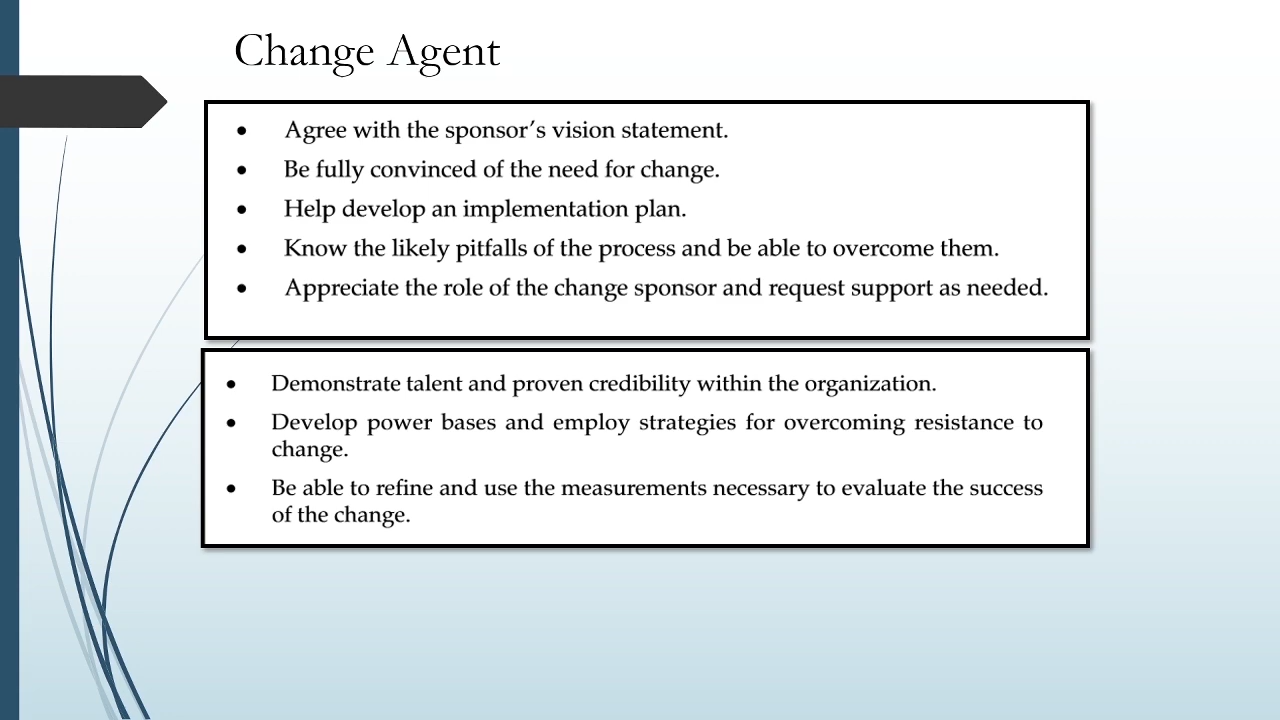 Change Agent
• Agree with the sponsor’s vision statement.
• Be fully convinced of the need for change.
• Help develop an implementation plan.
• Know the likely pitfalls of the process and be able to overcome them.
• Appreciate the role of the change sponsor and request support as needed.
• Demonstrate talent and proven credibility within the organization.
• Develop power bases and employ strategies for overcoming resistance to
change.
• Be able to refine and use the measurements necessary to evaluate the success
of the change.